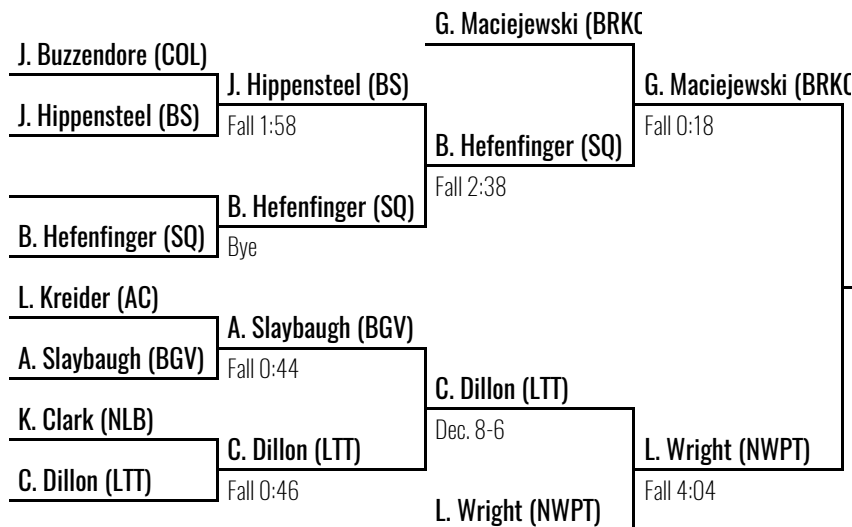 G. Maciejewski (BRKC
J. Buzzendore (COL)
J. Hippensteel (BS)
G. Maciejewski (BRKC
J. Hippensteel (BS)
Fall 1:58
Fall 0:18
B. Hefenfinger (SQ)
Fall 2:38
B. Hefenfinger (SQ)
B. Hefenfinger (SQ)
Bye
L. Kreider (AC)
A. Slaybaugh (BGV)
A. Slaybaugh (BGV)
Fall 0:44
C. Dillon (LTT)
Dec. 8-6
K. Clark (NLB)
C. Dillon (LTT)
L. Wright (NWPT)
C. Dillon (LTT)
Fall 0:46
Fall 4:04
L. Wright (NWPT)